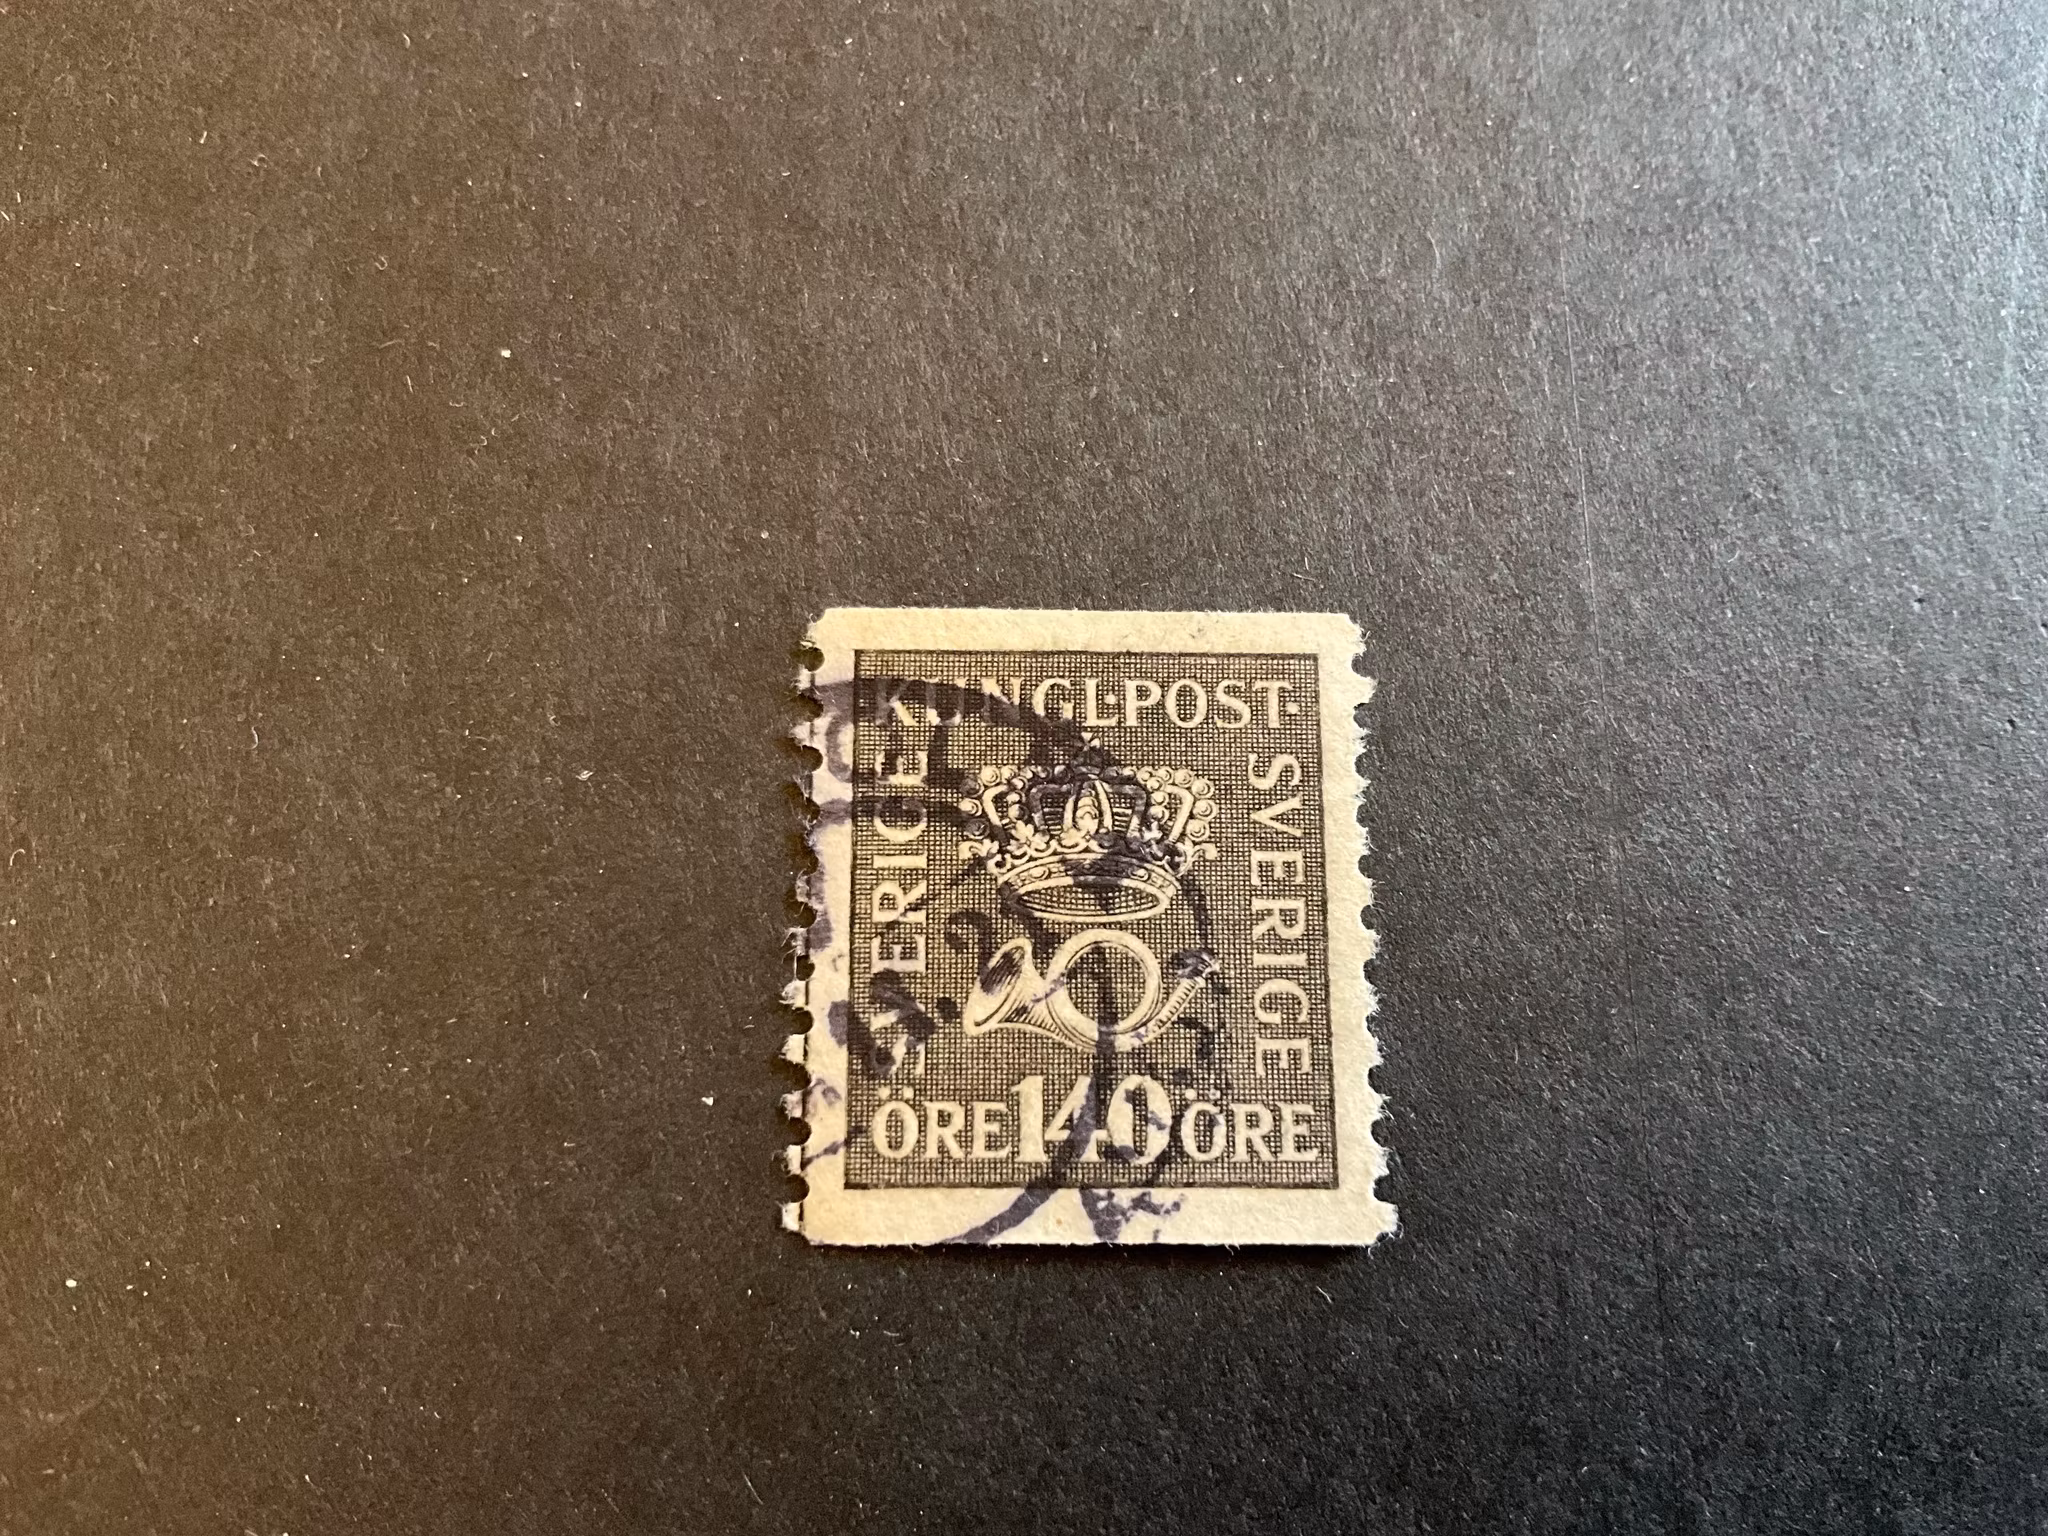 KUNGL·POST·
SVERIGE
SVERIGE
ÖRE 140 ÖRE